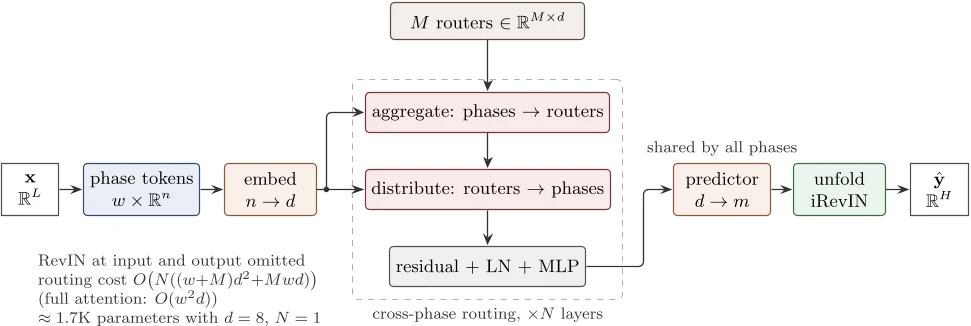 M routers ∈ ℝ^{M×d}
aggregate: phases → routers
shared by all phases
x
ℝ^L
phase tokens
w × ℝ^n
embed
n → d
distribute: routers → phases
predictor
d → m
unfold
iRevIN
ŷ
ℝ^H
residual + LN + MLP
RevIN at input and output omitted
routing cost O(N((w+M)d²+Mwd))
(full attention: O(w²d))
≈ 1.7K parameters with d = 8, N = 1
cross-phase routing, ×N layers